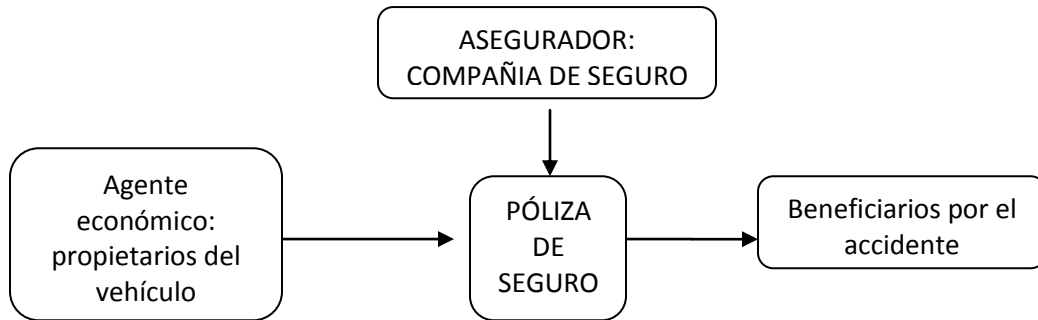 ASEGURADOR:
COMPAÑIA DE SEGURO
Agente
económico:
propietarios del
vehículo
PÓLIZA
DE
SEGURO
Beneficiarios por el
accidente